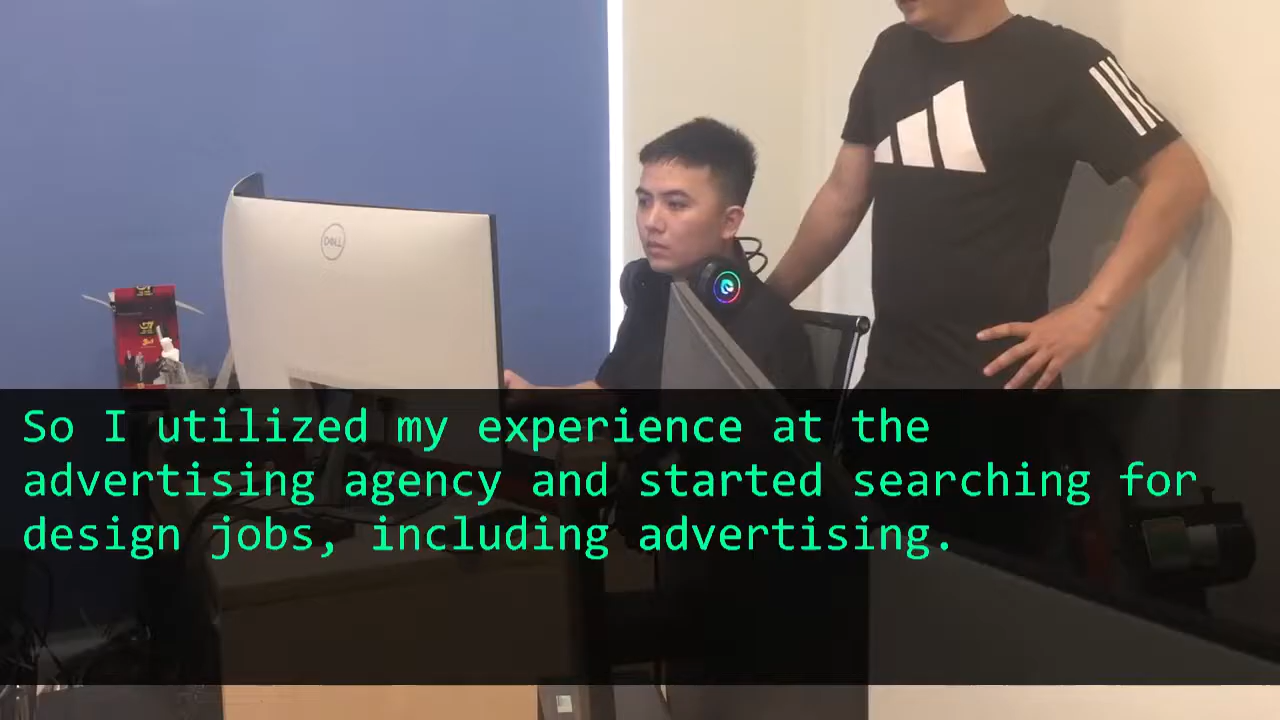 DELL
So I utilized my experience at the
advertising agency and started searching for
design jobs, including advertising.